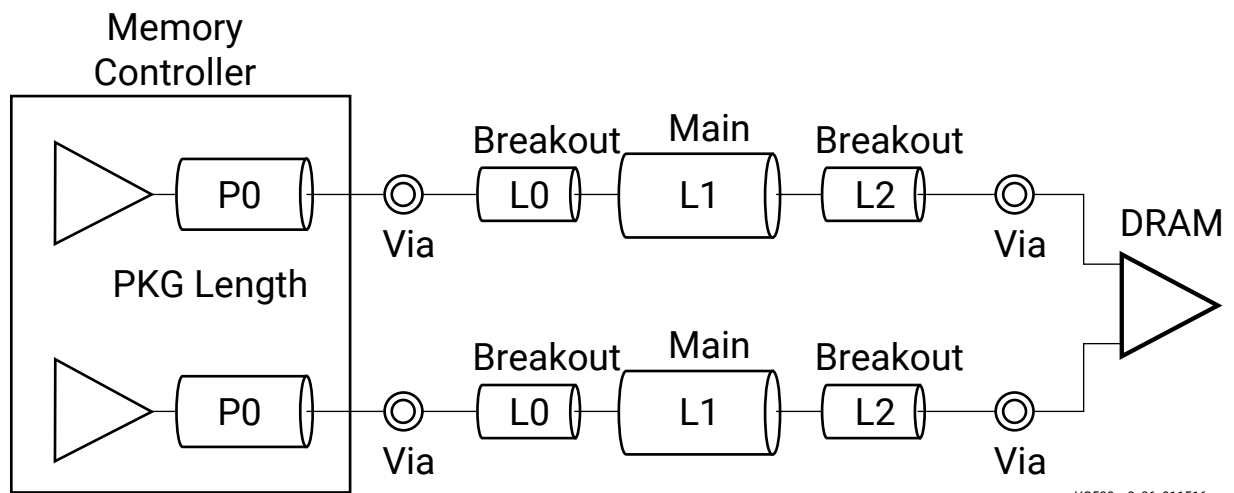 Memory
Controller
Breakout
Main
Breakout
P0
L0
L1
L2
Via
Via
DRAM
PKG Length
Breakout
Main
Breakout
P0
L0
L1
L2
Via
Via